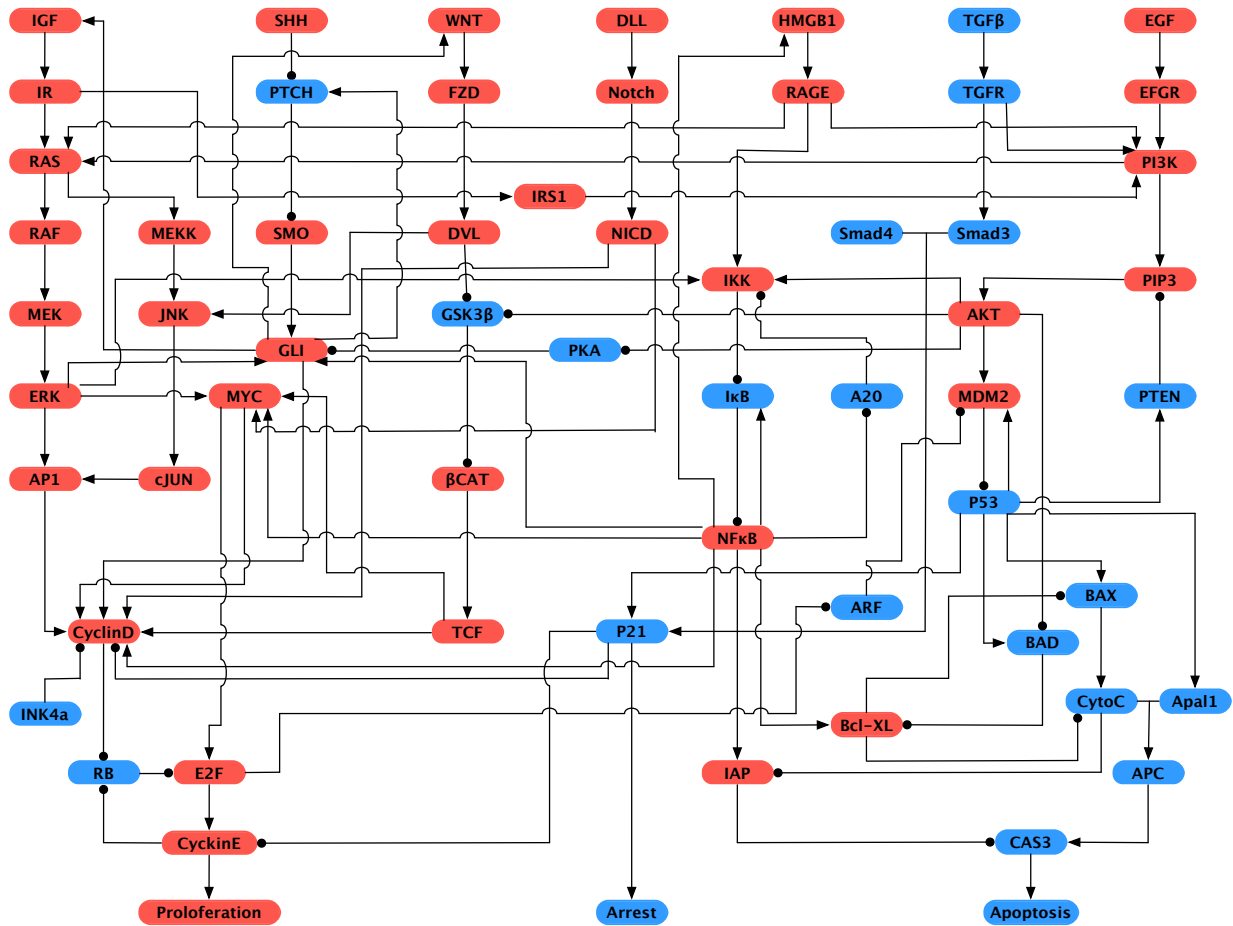 IGF SHH WNT DLL HMGB1 TGFβ EGF
IR PTCH FZD Notch RAGE TGFR EFGR
RAS PI3K
IRS1
RAF MEKK SMO DVL NICD Smad4 Smad3
IKK PIP3
MEK JNK GSK3β AKT
GLI PKA
ERK MYC IκB A20 MDM2 PTEN
AP1 cJUN βCAT
P53
NFκB
BAX
ARF
CyclinD TCF P21
BAD
INK4a CytoC Apal1
Bcl-XL
RB E2F IAP APC
CyckinE CAS3
Proloferation Arrest Apoptosis